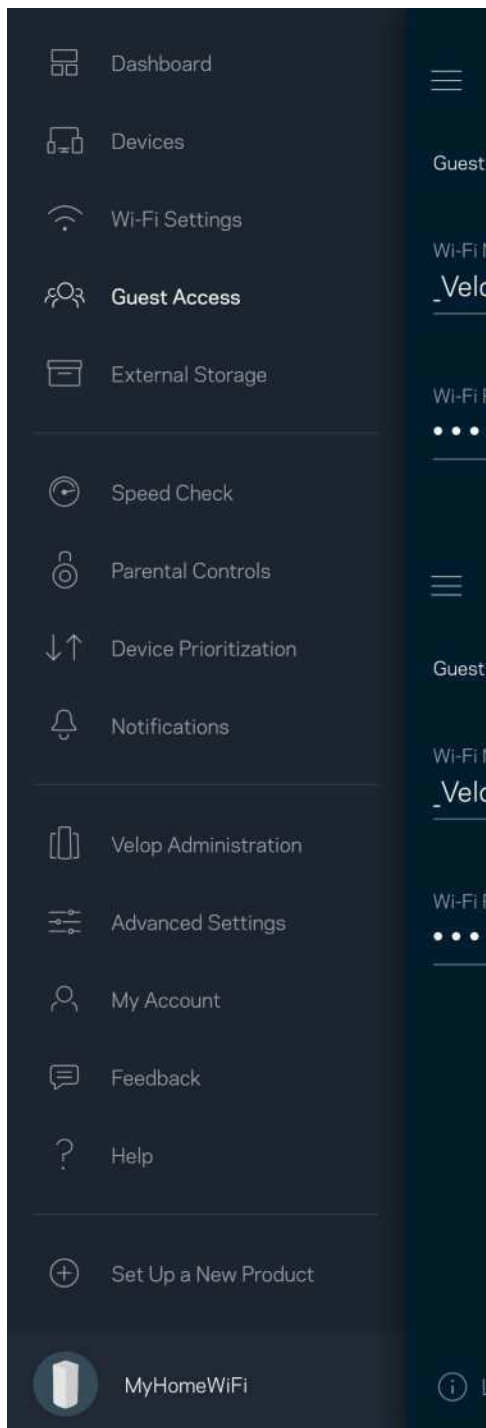 Dashboard
Devices
Wi-Fi Settings
Guest Access
External Storage
Speed Check
Parental Controls
Device Prioritization
Notifications
Velop Administration
Advanced Settings
My Account
Feedback
Help
Set Up a New Product
MyHomeWiFi
Guest
Wi-Fi
_Velo
Wi-Fi
Guest
Wi-Fi
_Velo
Wi-Fi